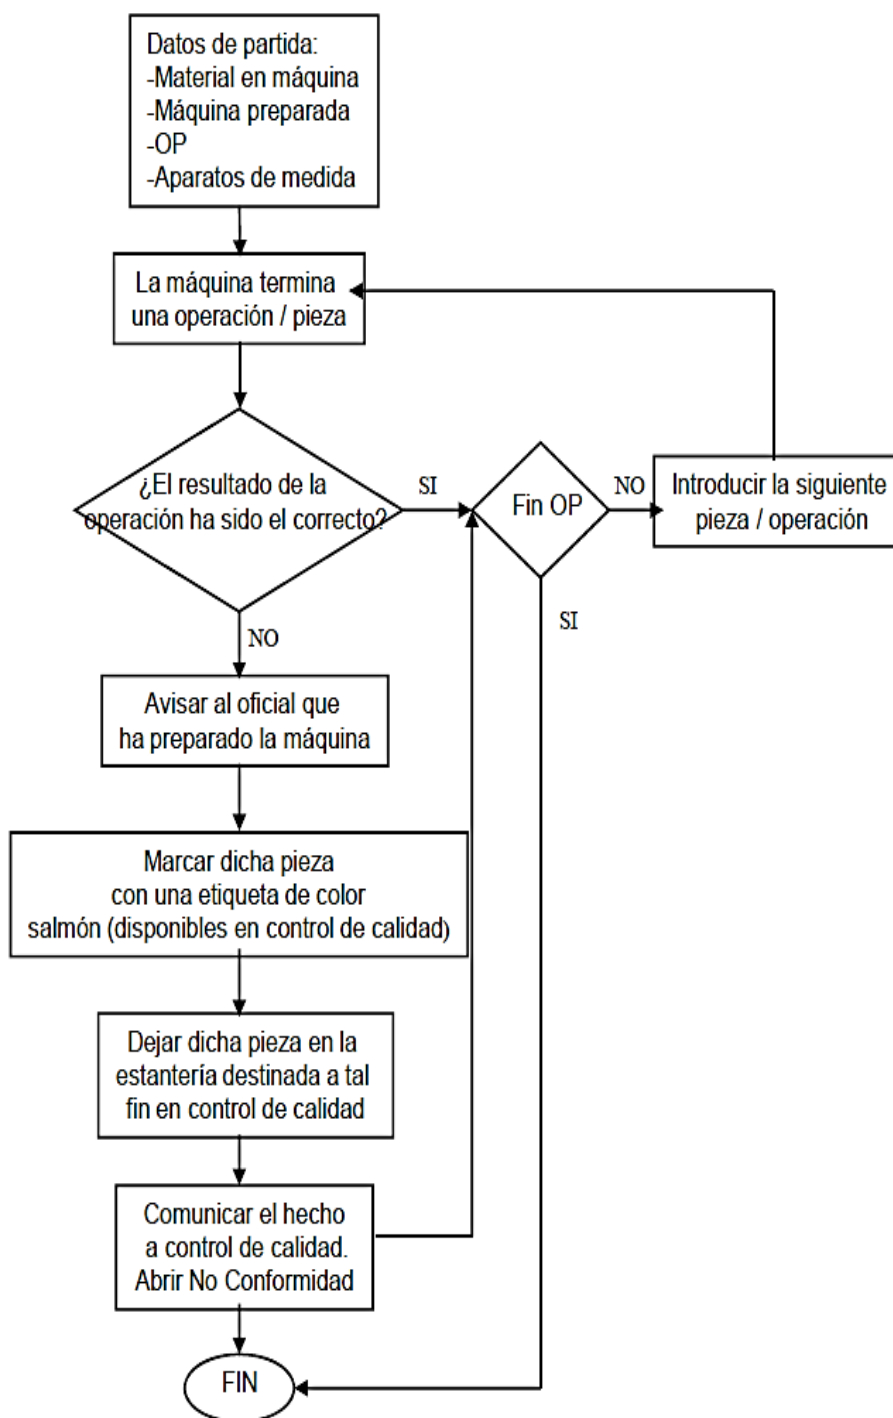 Datos de partida:
-Material en máquina
-Máquina preparada
-OP
-Aparatos de medida
La máquina termina
una operación / pieza
¿El resultado de la
operación ha sido el correcto?
SI
Fin OP
NO
Introducir la siguiente
pieza / operación
SI
NO
Avisar al oficial que
ha preparado la máquina
Marcar dicha pieza
con una etiqueta de color
salmón (disponibles en control de calidad)
Dejar dicha pieza en la
estantería destinada a tal
fin en control de calidad
Comunicar el hecho
a control de calidad.
Abrir No Conformidad
FIN